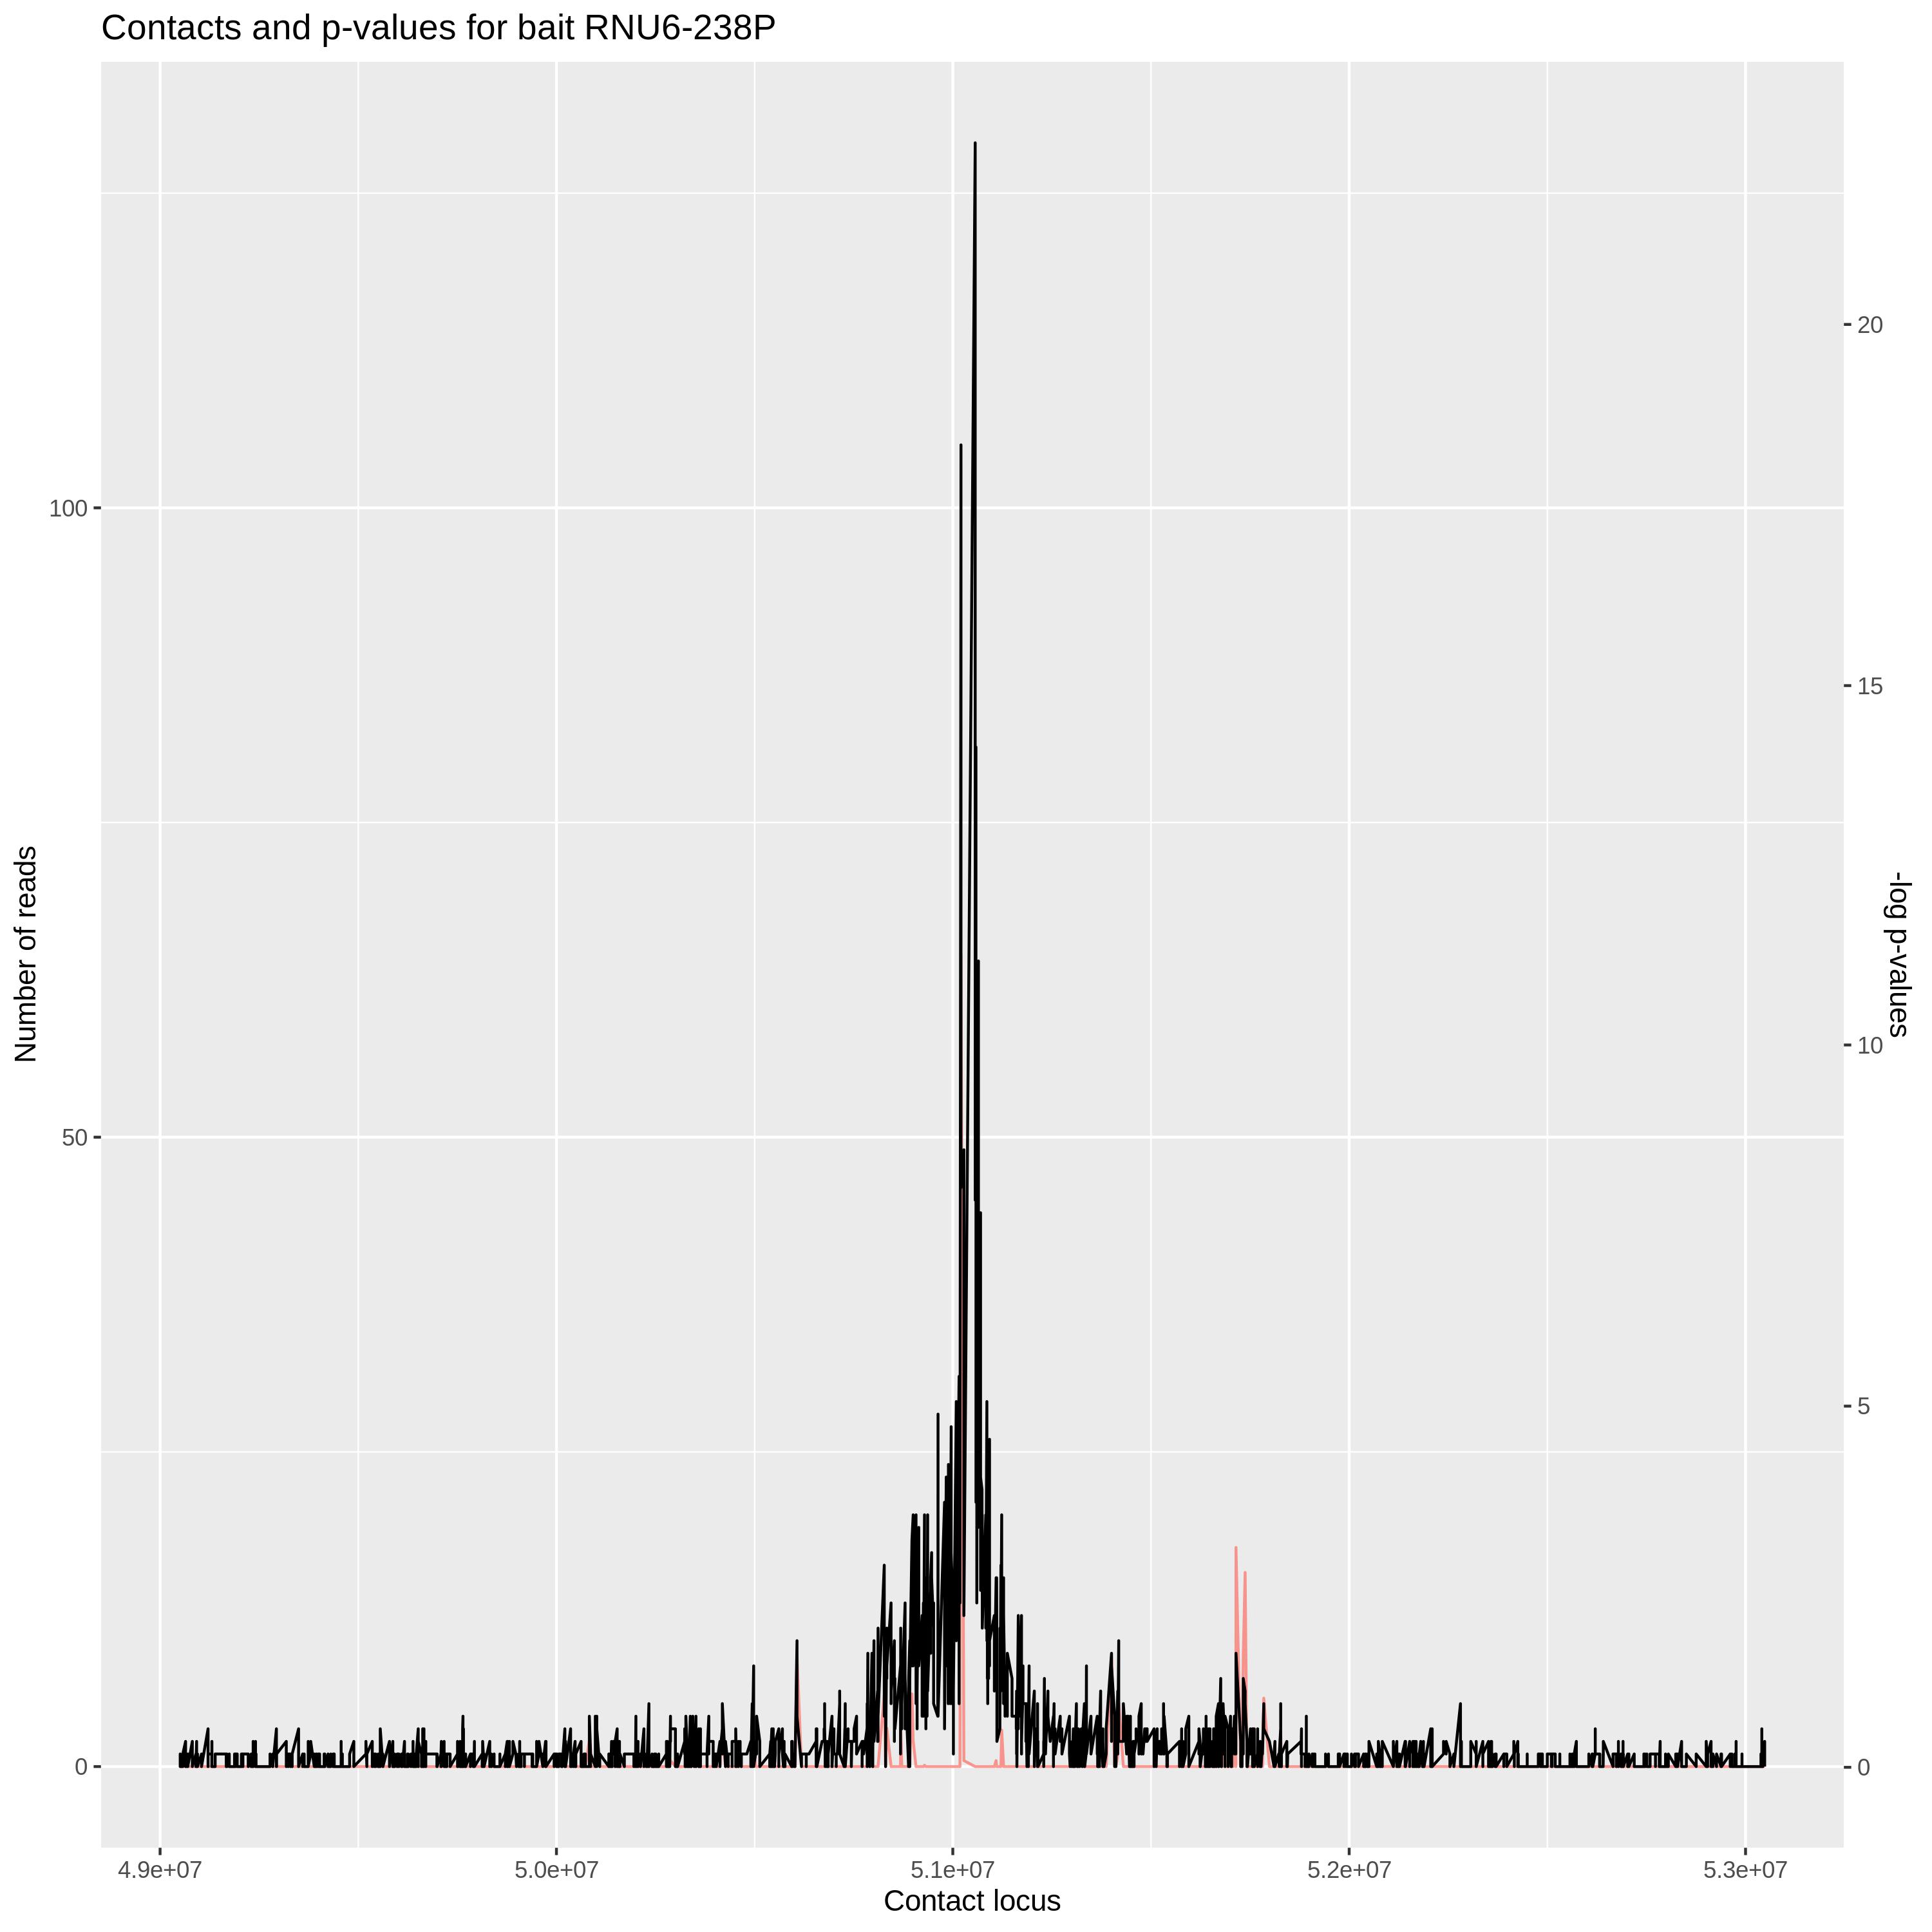 Contacts and p-values for bait RNU6-238P
Number of reads
100
50
0
20
15
10
5
0
-log p-values
4.9e+07 5.0e+07 5.1e+07 5.2e+07 5.3e+07
Contact locus